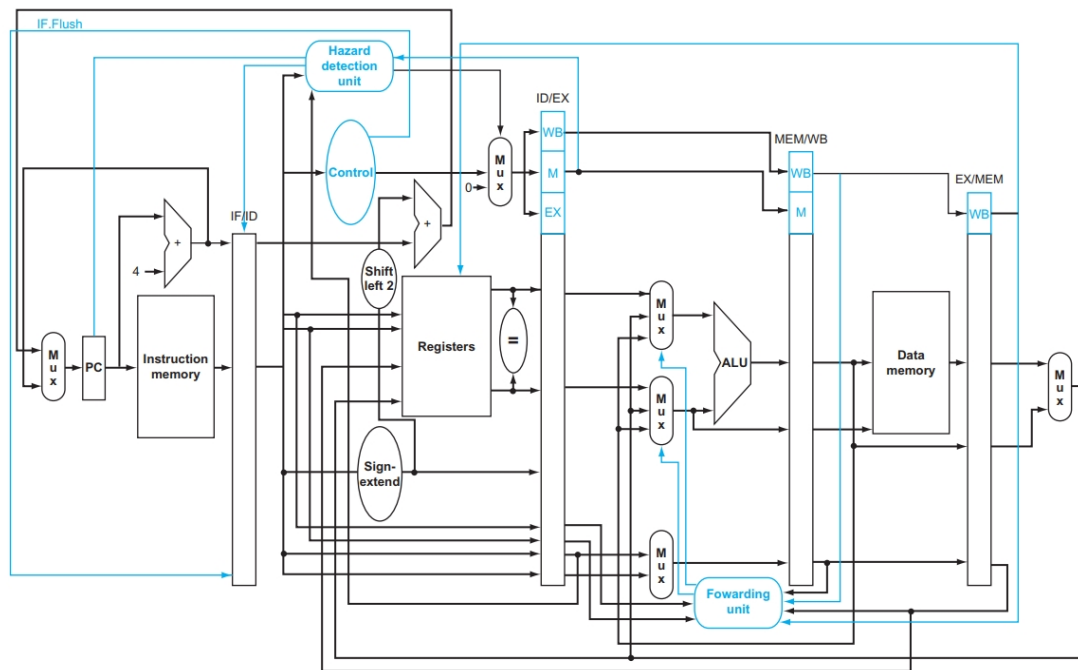 IF.Flush
Hazard
detection
unit
ID/EX
WB
MEM/WB
Control
M
u
x
0
M
WB
EX/MEM
EX
M
WB
IF/ID
+
+
4
Shift
left 2
M
u
x
PC
Instruction
memory
Registers
=
M
u
x
ALU
M
u
x
Data
memory
M
u
x
Sign-
extend
M
u
x
Fowarding
unit